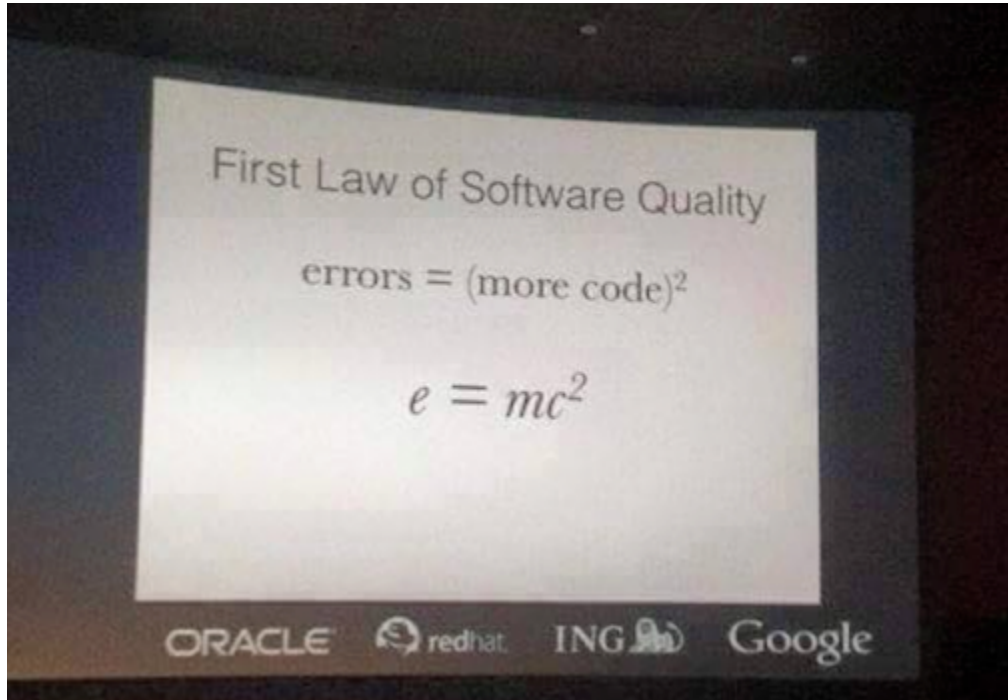 First Law of Software Quality
errors = (more code)²
e = mc²
ORACLE redhat. ING Google